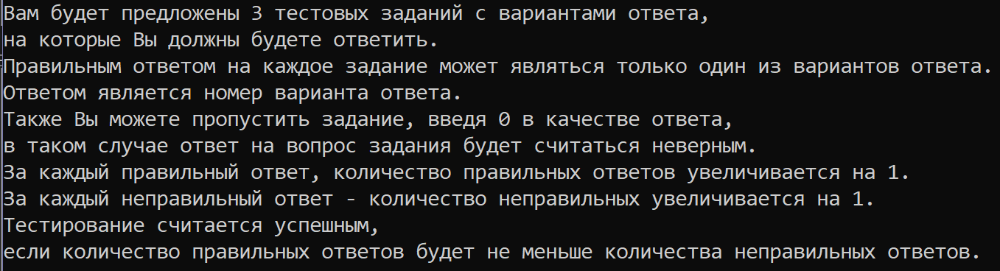 Вам будет предложены 3 тестовых заданий с вариантами ответа,
на которые Вы должны будете ответить.
Правильным ответом на каждое задание может являться только один из вариантов ответа.
Ответом является номер варианта ответа.
Также Вы можете пропустить задание, введя 0 в качестве ответа,
в таком случае ответ на вопрос задания будет считаться неверным.
За каждый правильный ответ, количество правильных ответов увеличивается на 1.
За каждый неправильный ответ - количество неправильных увеличивается на 1.
Тестирование считается успешным,
если количество правильных ответов будет не меньше количества неправильных ответов.